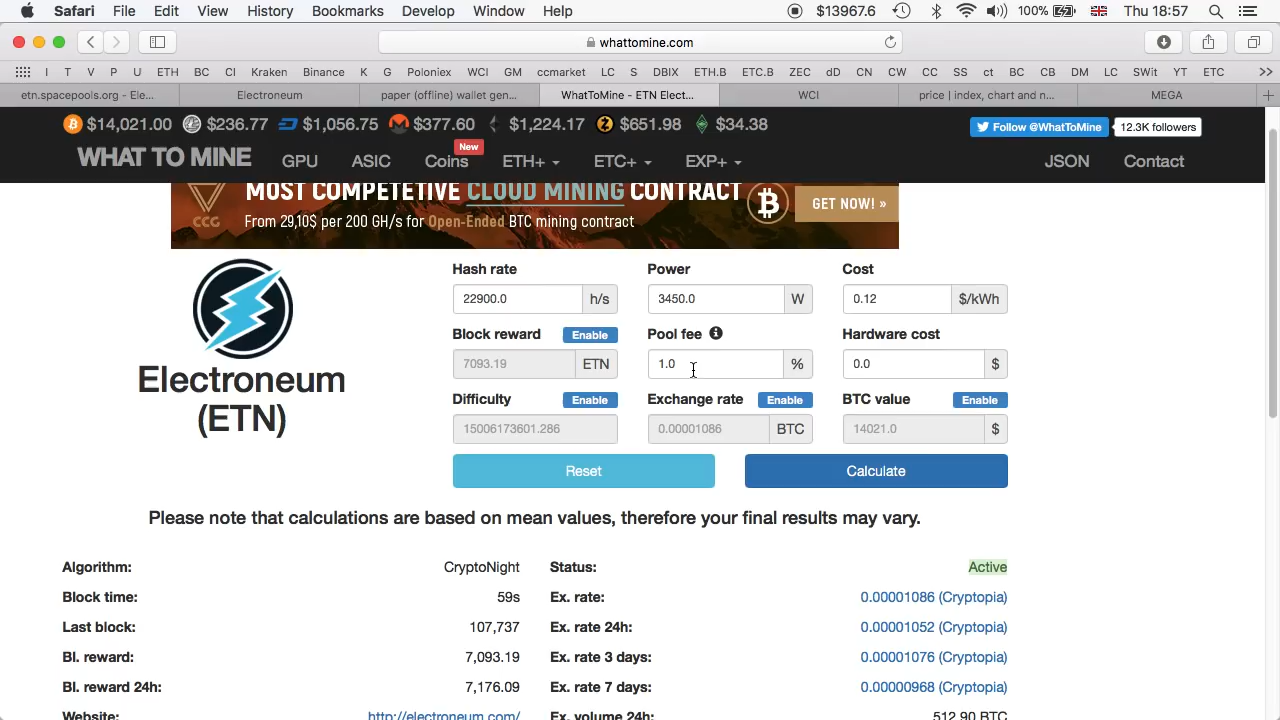 Safari File Edit View History Bookmarks Develop Window Help $13967.6 100% Thu 18:57
whattomine.com
I T V P U ETH BC CI Kraken Binance K G Poloniex WCI GM ccmarket LC S DBIX ETH.B ETC.B ZEC dD CN CW CC SS ct BC CB DM LC SWit YT ETC >>
etn.spacepools.org - Ele... Electroneum paper (offline) wallet gen... WhatToMine - ETN Elect... WCI price | index, chart and n... MEGA +
$14,021.00 $236.77 $1,056.75 $377.60 $1,224.17 $651.98 $34.38 Follow @WhatToMine 12.3K followers
New
WHAT TO MINE GPU ASIC Coins ETH+ ETC+ EXP+ JSON Contact
MOST COMPETETIVE CLOUD MINING CONTRACT
GET NOW! »
CCG From 29,10$ per 200 GH/s for Open-Ended BTC mining contract
Hash rate Power Cost
22900.0 h/s 3450.0 W 0.12 $/kWh
Block reward Enable Pool fee Hardware cost
7093.19 ETN 1.0 % 0.0 $
Electroneum
(ETN)
Difficulty Enable Exchange rate Enable BTC value Enable
15006173601.286 0.00001086 BTC 14021.0 $
Reset Calculate
Please note that calculations are based on mean values, therefore your final results may vary.
Algorithm: CryptoNight Status: Active
Block time: 59s Ex. rate: 0.00001086 (Cryptopia)
Last block: 107,737 Ex. rate 24h: 0.00001052 (Cryptopia)
Bl. reward: 7,093.19 Ex. rate 3 days: 0.00001076 (Cryptopia)
Bl. reward 24h: 7,176.09 Ex. rate 7 days: 0.00000968 (Cryptopia)
Website: http://electroneum.com/ Ex. volume 24h: 512.90 BTC